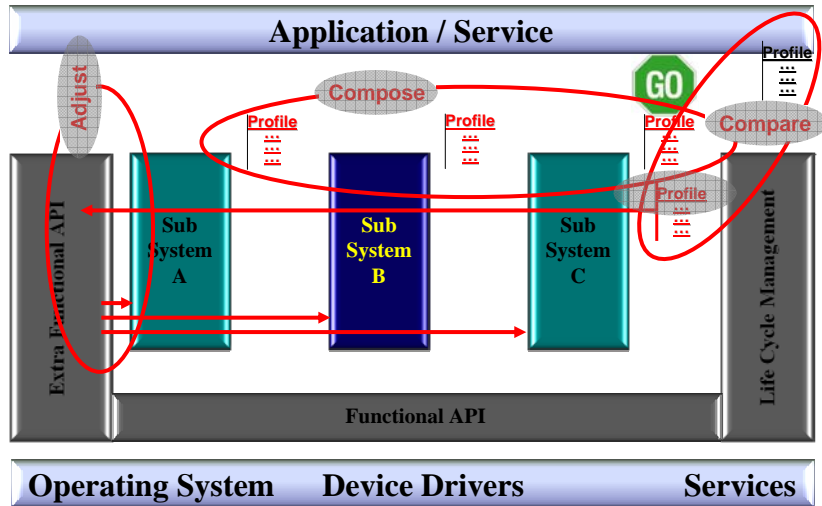 Application / Service
Adjust
Compose
GO
Profile
Compare
Profile
Profile
Profile
Profile
Extra Functional API
Sub
System
A
Sub
System
B
Sub
System
C
Life Cycle Management
Functional API
Operating System Device Drivers Services